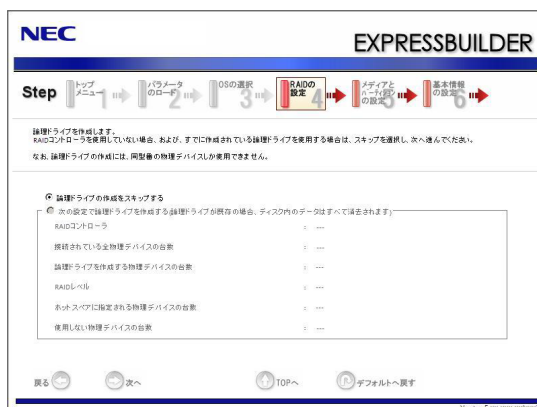 NEC
EXPRESSBUILDER
Step
トップメニュー 1
パラメータのロード 2
OSの選択 3
RAIDの設定 4
メディアとパーティションの設定 5
基本情報の設定 6
論理ドライブを作成します。
RAIDコントローラを使用していない場合、および、すでに作成されている論理ドライブを使用する場合は、スキップを選択し、次へ進んでください。
なお、論理ドライブの作成には、同型番の物理デバイスしか使用できません。
論理ドライブの作成をスキップする
次の設定で論理ドライブを作成する(論理ドライブが既存の場合、ディスク内のデータはすべて消去されます)
RAIDコントローラ : ---
接続されている全物理デバイスの台数 : ---
論理ドライブを作成する物理デバイスの台数 : ---
RAIDレベル : ---
ホットスペアに指定される物理デバイスの台数 : ---
使用しない物理デバイスの台数 : ---
戻る 次へ TOPへ デフォルトへ戻す